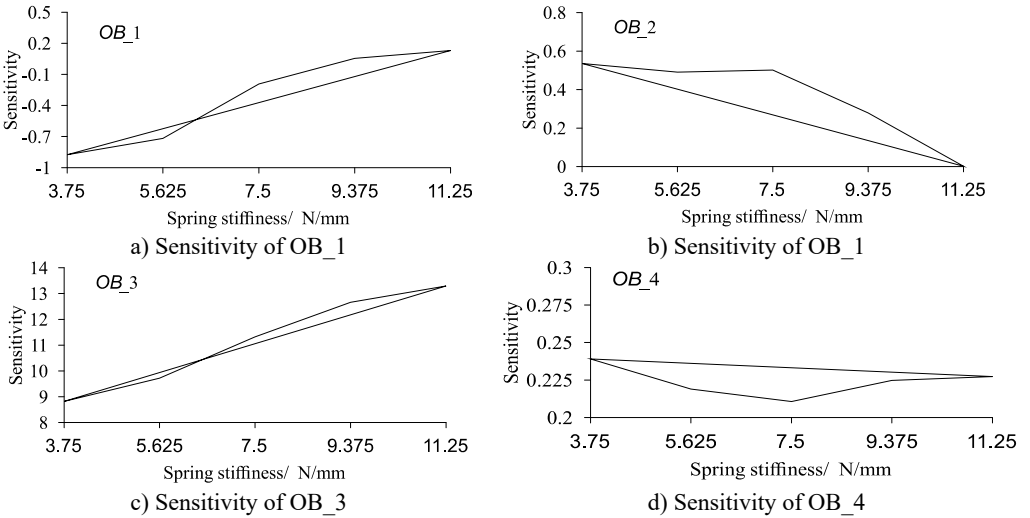 OB_1
Sensitivity
0.5
0.2
-0.1
-0.4
-0.7
-1
3.75 5.625 7.5 9.375 11.25
Spring stiffness/ N/mm
a) Sensitivity of OB_1
OB_2
Sensitivity
0.8
0.6
0.4
0.2
0
3.75 5.625 7.5 9.375 11.25
Spring stiffness/ N/mm
b) Sensitivity of OB_1
OB_3
Sensitivity
14
13
12
11
10
9
8
3.75 5.625 7.5 9.375 11.25
Spring stiffness/ N/mm
c) Sensitivity of OB_3
OB_4
Sensitivity
0.3
0.275
0.25
0.225
0.2
3.75 5.625 7.5 9.375 11.25
Spring stiffness/ N/mm
d) Sensitivity of OB_4